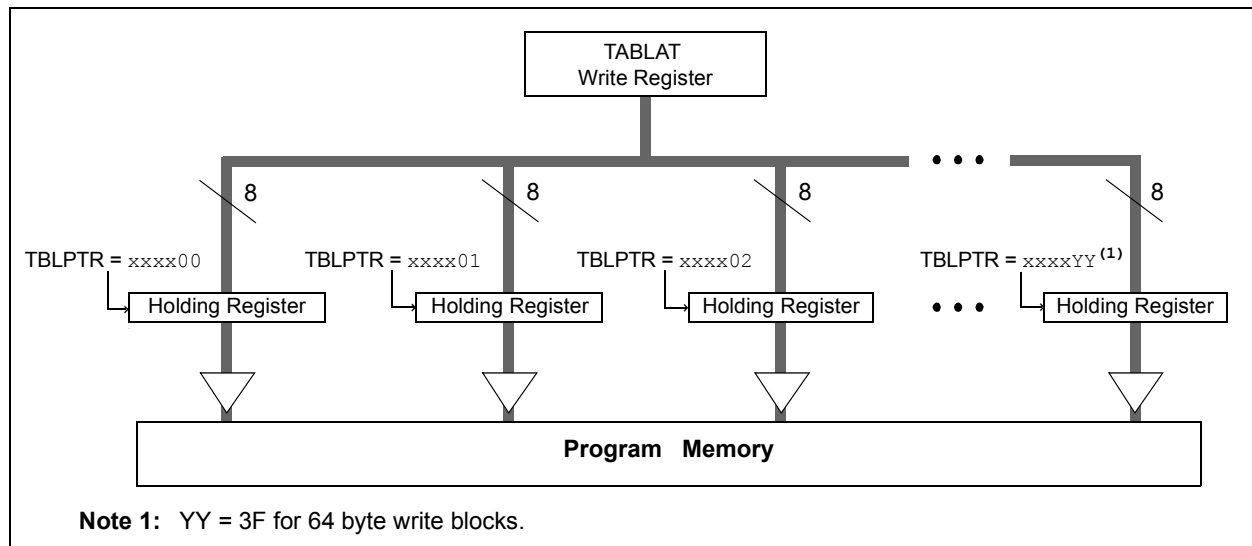 TABLAT
Write Register
• • •
8 8 8 8
TBLPTR = xxxx00 TBLPTR = xxxx01 TBLPTR = xxxx02 TBLPTR = xxxxYY(1)
Holding Register Holding Register Holding Register • • • Holding Register
Program Memory
Note 1: YY = 3F for 64 byte write blocks.